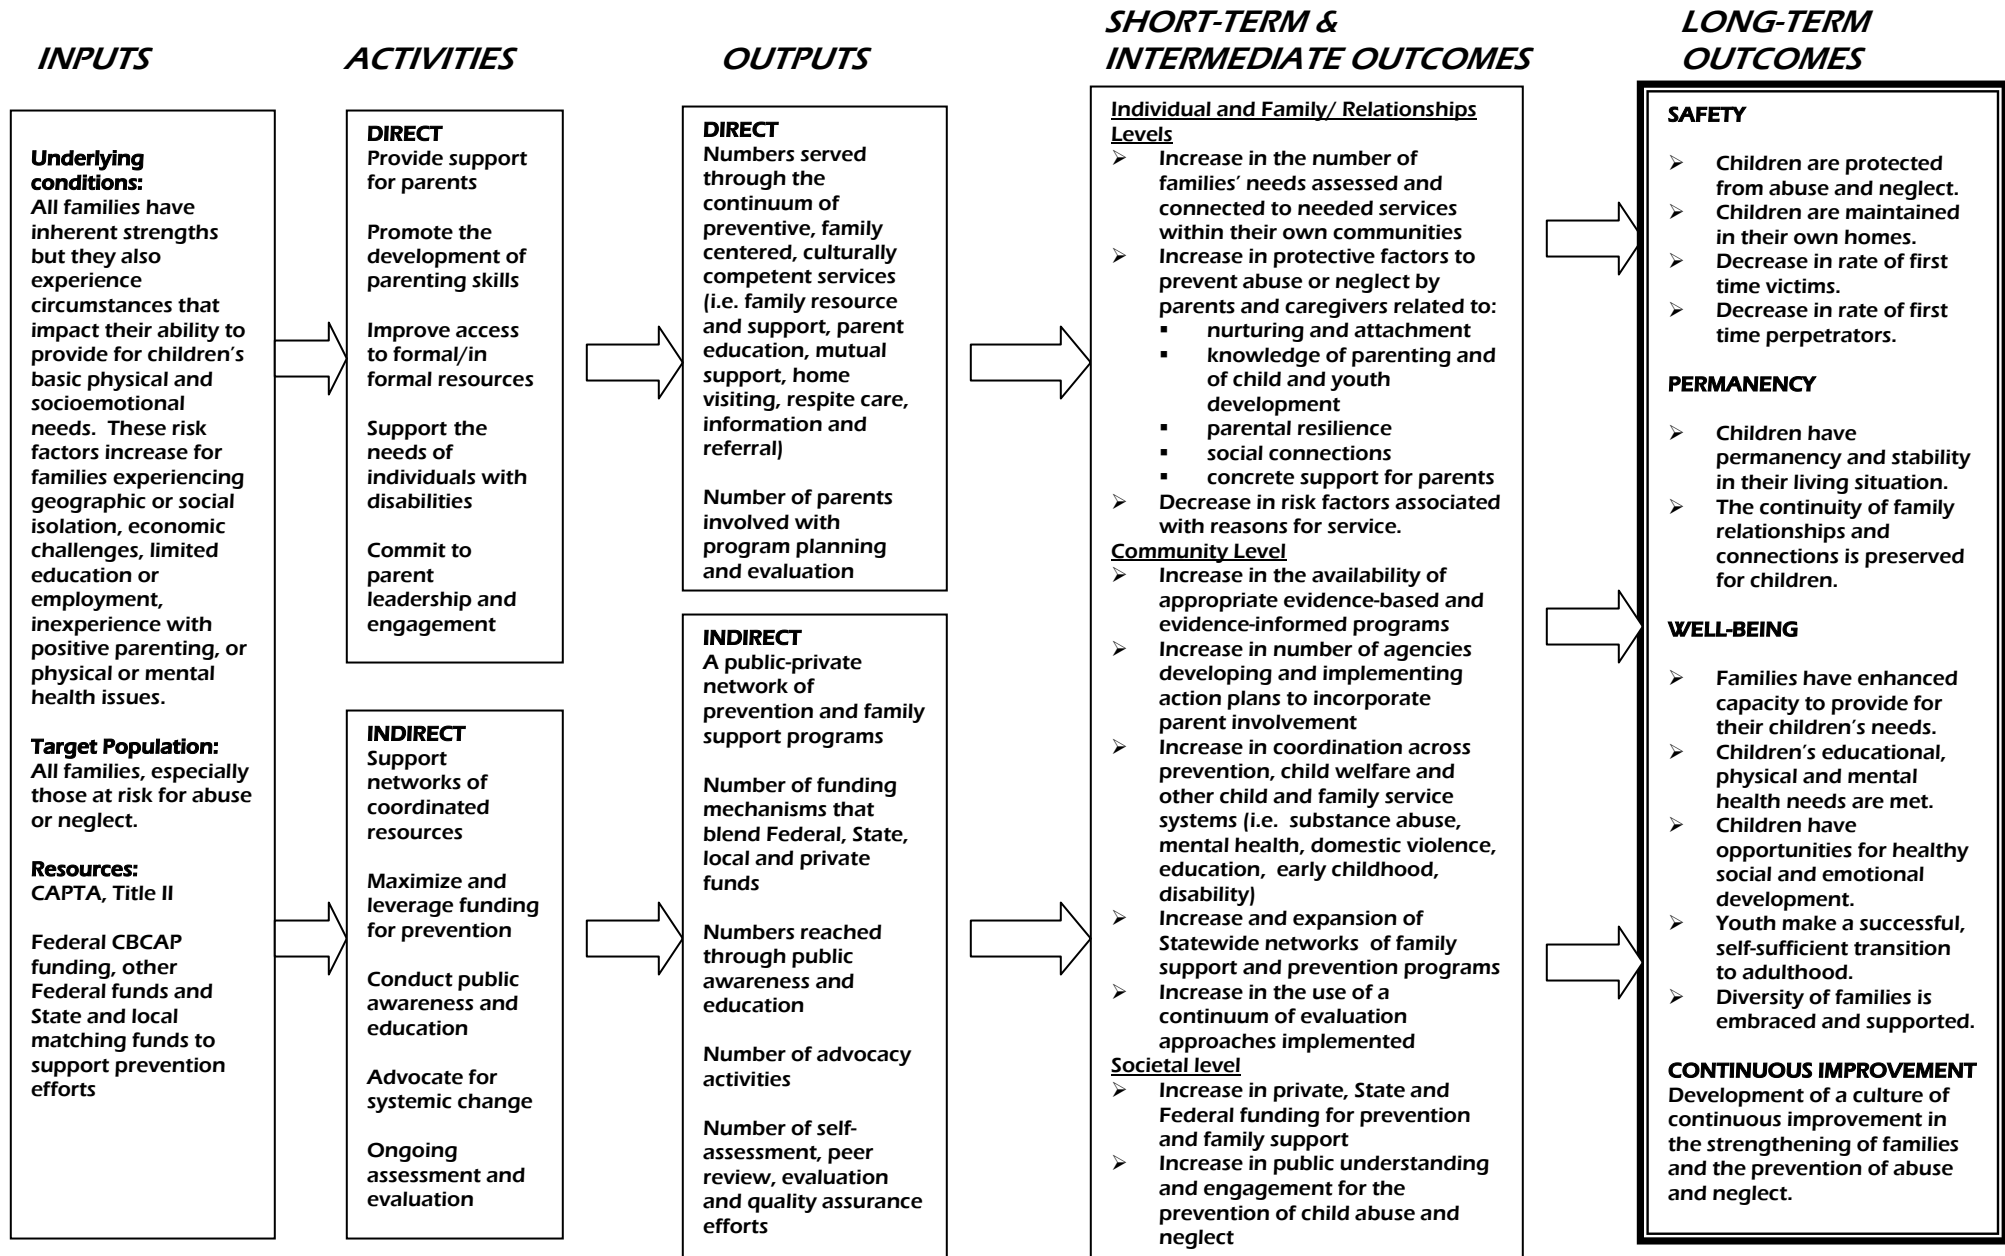 INPUTS
ACTIVITIES
OUTPUTS
SHORT-TERM &
INTERMEDIATE OUTCOMES
LONG-TERM
OUTCOMES
Underlying
conditions:
All families have
inherent strengths
but they also
experience
circumstances that
impact their ability to
provide for children's
basic physical and
socioemotional
needs. These risk
factors increase for
families experiencing
geographic or social
isolation, economic
challenges, limited
education or
employment,
inexperience with
positive parenting, or
physical or mental
health issues.
Target Population:
All families, especially
those at risk for abuse
or neglect.
Resources:
CAPTA, Title II
Federal CBCAP
funding, other
Federal funds and
State and local
matching funds to
support prevention
efforts
DIRECT
Provide support
for parents
Promote the
development of
parenting skills
Improve access
to formal/in
formal resources
Support the
needs of
individuals with
disabilities
Commit to
parent
leadership and
engagement
INDIRECT
Support
networks of
coordinated
resources
Maximize and
leverage funding
for prevention
Conduct public
awareness and
education
Advocate for
systemic change
Ongoing
assessment and
evaluation
DIRECT
Numbers served
through the
continuum of
preventive, family
centered, culturally
competent services
(i.e. family resource
and support, parent
education, mutual
support, home
visiting, respite care,
information and
referral)
Number of parents
involved with
program planning
and evaluation
INDIRECT
A public-private
network of
prevention and family
support programs
Number of funding
mechanisms that
blend Federal, State,
local and private
funds
Numbers reached
through public
awareness and
education
Number of advocacy
activities
Number of self-
assessment, peer
review, evaluation
and quality assurance
efforts
Individual and Family/ Relationships
Levels
➢ Increase in the number of
families' needs assessed and
connected to needed services
within their own communities
➢ Increase in protective factors to
prevent abuse or neglect by
parents and caregivers related to:
▪ nurturing and attachment
▪ knowledge of parenting and
of child and youth
development
▪ parental resilience
▪ social connections
▪ concrete support for parents
➢ Decrease in risk factors associated
with reasons for service.
Community Level
➢ Increase in the availability of
appropriate evidence-based and
evidence-informed programs
➢ Increase in number of agencies
developing and implementing
action plans to incorporate
parent involvement
➢ Increase in coordination across
prevention, child welfare and
other child and family service
systems (i.e. substance abuse,
mental health, domestic violence,
education, early childhood,
disability)
➢ Increase and expansion of
Statewide networks of family
support and prevention programs
➢ Increase in the use of a
continuum of evaluation
approaches implemented
Societal level
➢ Increase in private, State and
Federal funding for prevention
and family support
➢ Increase in public understanding
and engagement for the
prevention of child abuse and
neglect
SAFETY
➢ Children are protected
from abuse and neglect.
➢ Children are maintained
in their own homes.
➢ Decrease in rate of first
time victims.
➢ Decrease in rate of first
time perpetrators.
PERMANENCY
➢ Children have
permanency and stability
in their living situation.
➢ The continuity of family
relationships and
connections is preserved
for children.
WELL-BEING
➢ Families have enhanced
capacity to provide for
their children's needs.
➢ Children's educational,
physical and mental
health needs are met.
➢ Children have
opportunities for healthy
social and emotional
development.
➢ Youth make a successful,
self-sufficient transition
to adulthood.
➢ Diversity of families is
embraced and supported.
CONTINUOUS IMPROVEMENT
Development of a culture of
continuous improvement in
the strengthening of families
and the prevention of abuse
and neglect.